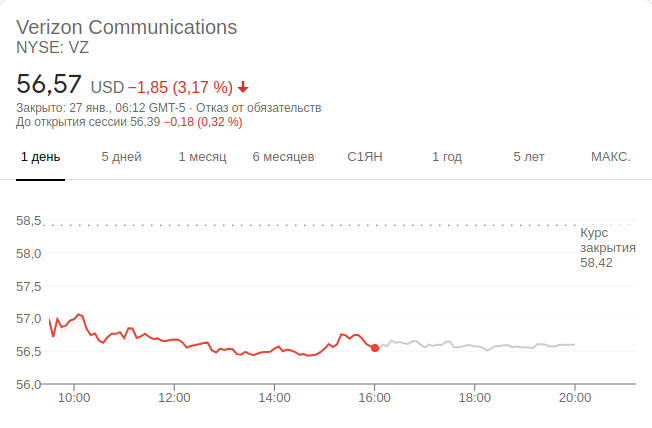 Verizon Communications
NYSE: VZ
56,57 USD −1,85 (3,17 %)
Закрыто: 27 янв., 06:12 GMT-5 · Отказ от обязательств
До открытия сессии 56,39 −0,18 (0,32 %)
1 день 5 дней 1 месяц 6 месяцев С1ЯН 1 год 5 лет МАКС.
58,5
Курс
закрытия
58,42
58,0
57,5
57,0
56,5
56,0
10:00 12:00 14:00 16:00 18:00 20:00